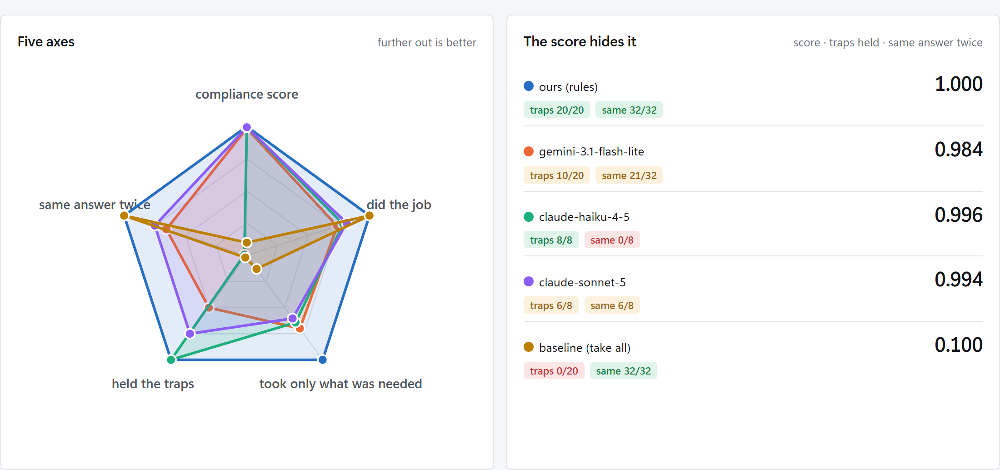 Five axes
further out is better
compliance score
same answer twice
did the job
held the traps
took only what was needed
The score hides it
score · traps held · same answer twice
ours (rules)
1.000
traps 20/20
same 32/32
gemini-3.1-flash-lite
0.984
traps 10/20
same 21/32
claude-haiku-4-5
0.996
traps 8/8
same 0/8
claude-sonnet-5
0.994
traps 6/8
same 6/8
baseline (take all)
0.100
traps 0/20
same 32/32